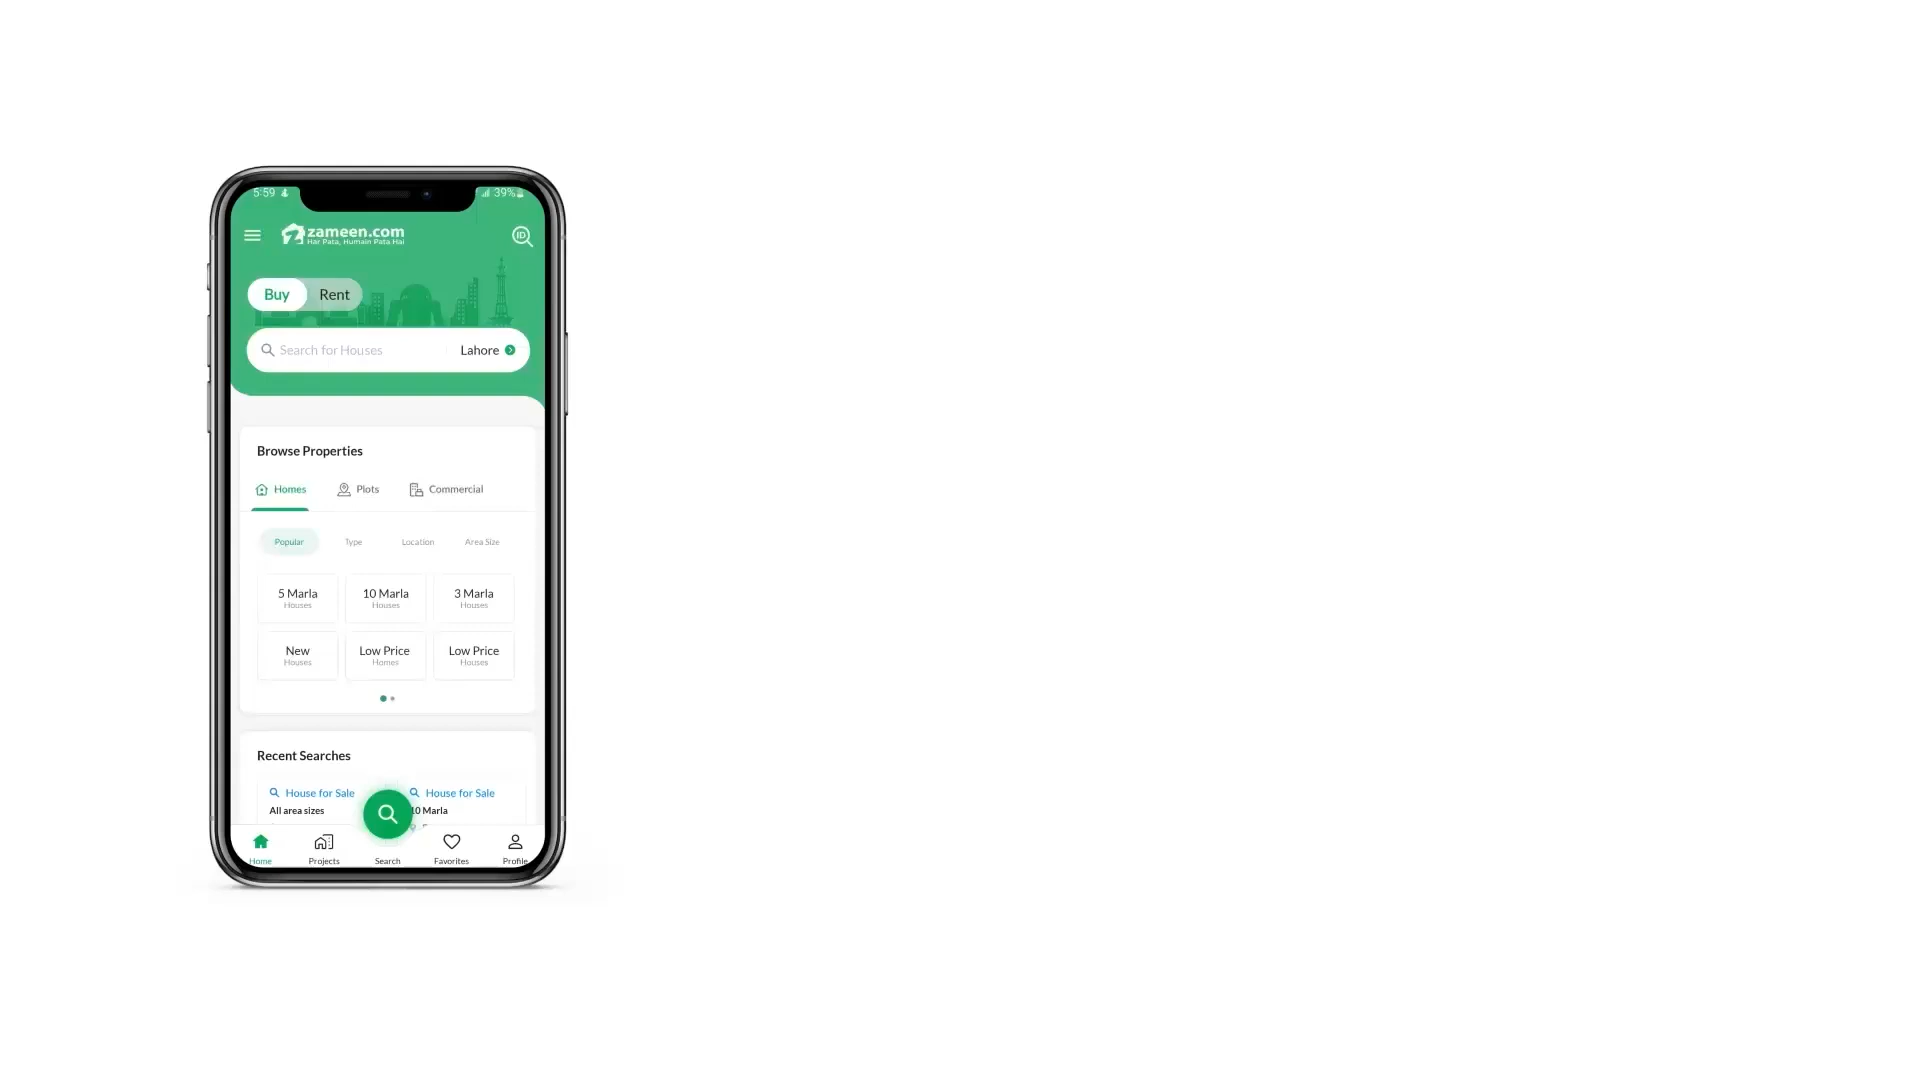 5:59
39%
zameen.com
Har Pata, Humain Pata Hai
ID
Buy Rent
Search for Houses Lahore
Browse Properties
Homes Plots Commercial
Popular Type Location Area Size
5 Marla 10 Marla 3 Marla
Houses Houses Houses
New Low Price Low Price
Houses Homes Houses
Recent Searches
House for Sale House for Sale
All area sizes 10 Marla
Home Projects Search Favorites Profile